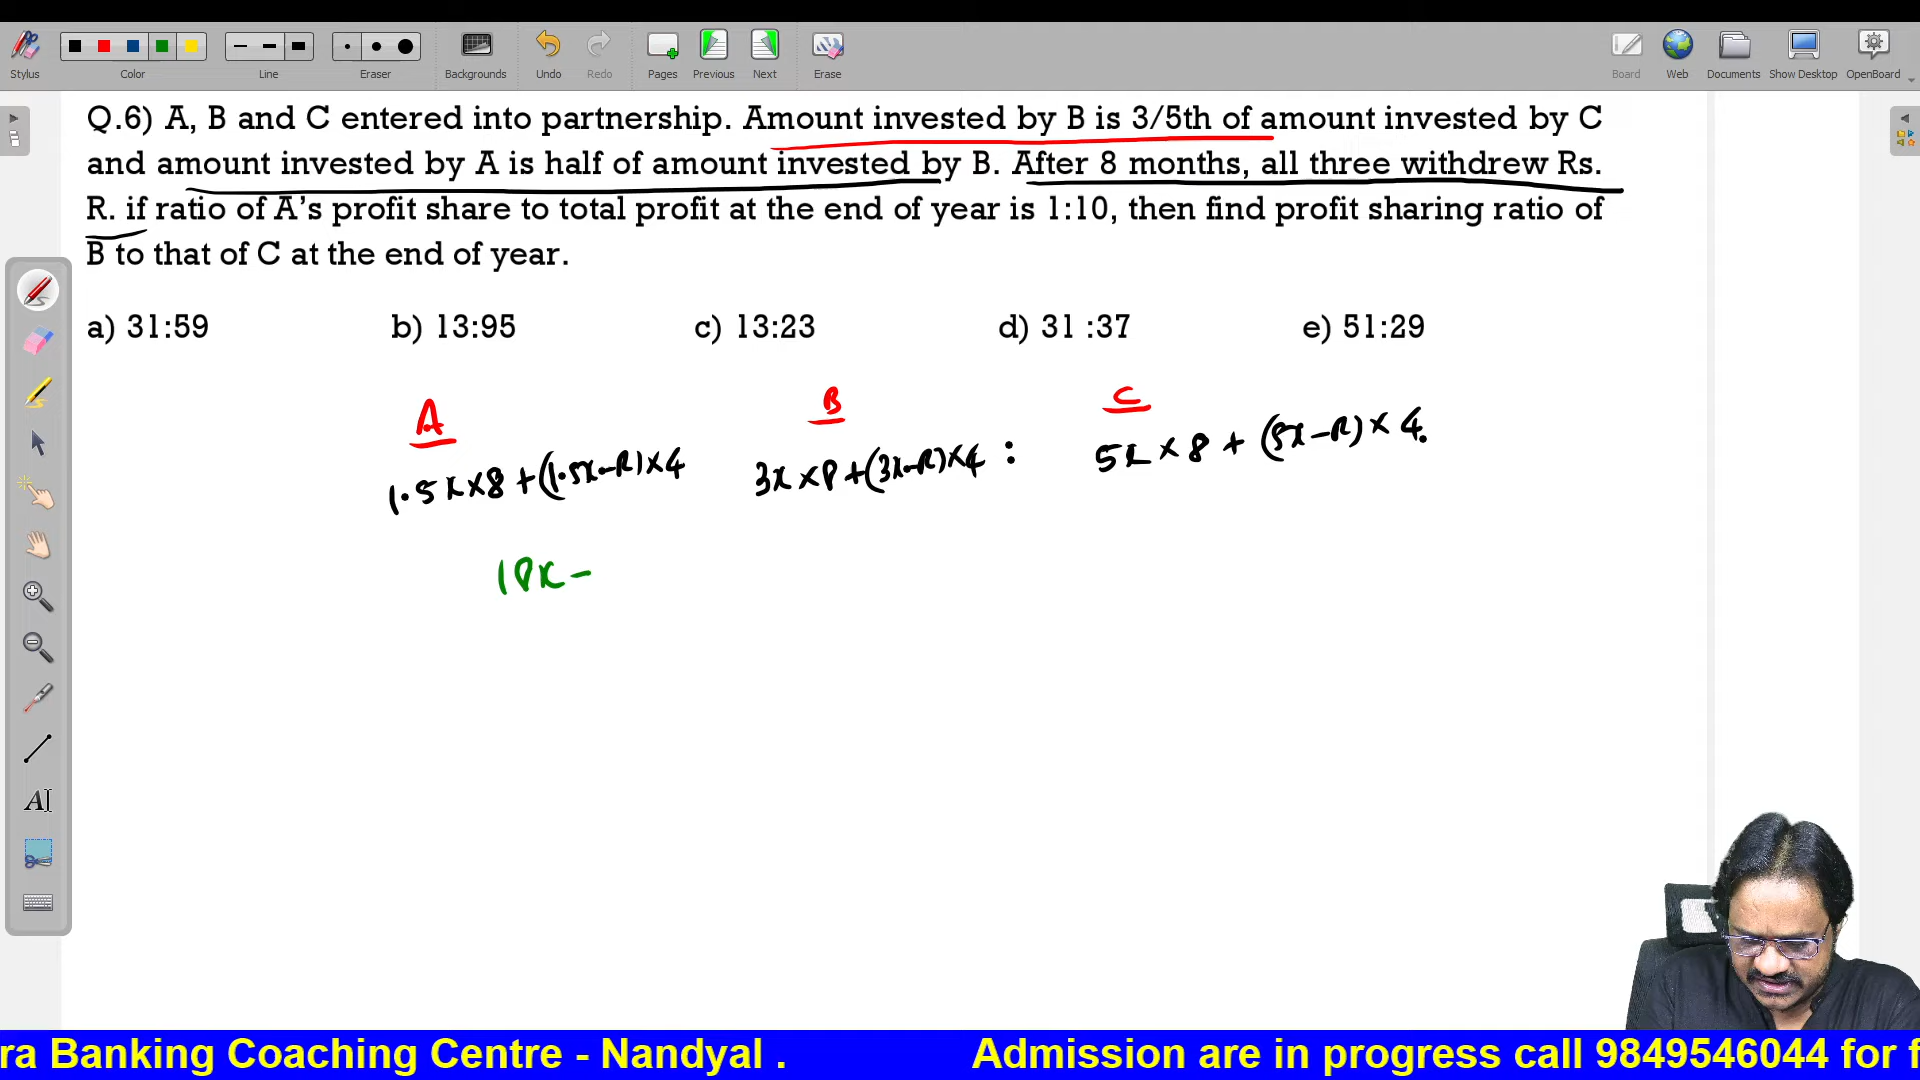 Stylus
Color
Line
Eraser
Backgrounds
Undo
Redo
Pages
Previous
Next
Erase
Board
Web
Documents
Show Desktop
OpenBoard
Q.6) A, B and C entered into partnership. Amount invested by B is 3/5th of amount invested by C
and amount invested by A is half of amount invested by B. After 8 months, all three withdrew Rs.
R. if ratio of A’s profit share to total profit at the end of year is 1:10, then find profit sharing ratio of
B to that of C at the end of year.
a) 31:59 b) 13:95 c) 13:23 d) 31 :37 e) 51:29
A B C
1.5x×8+(1.5x-R)×4 3x×8+(3x-R)×4 : 5x×8+(5x-R)×4.
18x-
ra Banking Coaching Centre - Nandyal . Admission are in progress call 9849546044 for f